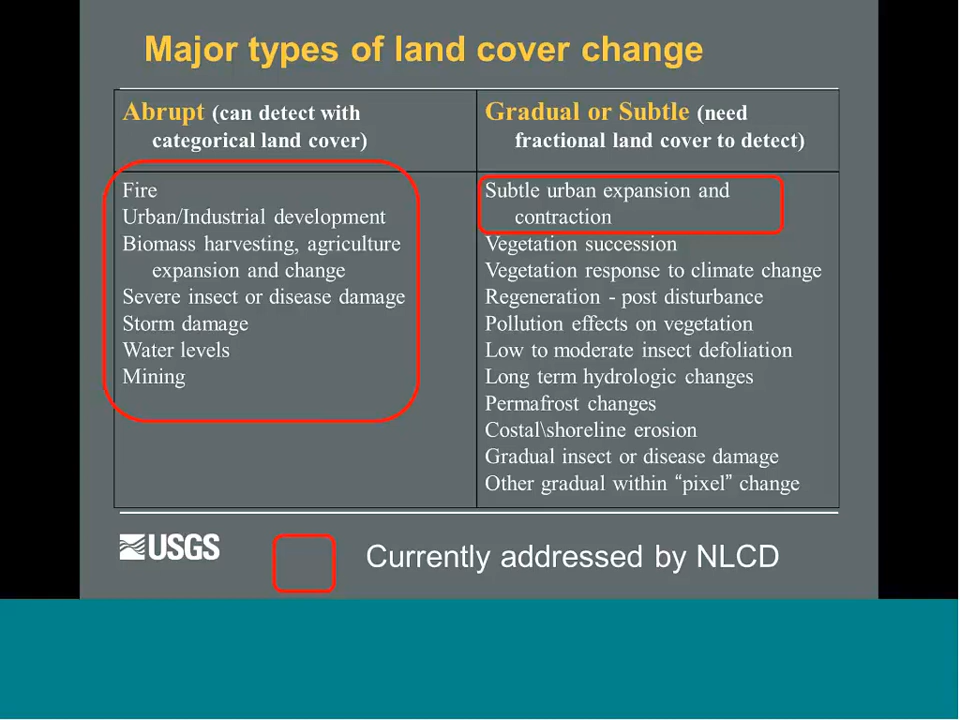 Major types of land cover change
Abrupt (can detect with
categorical land cover)
Fire
Urban/Industrial development
Biomass harvesting, agriculture
expansion and change
Severe insect or disease damage
Storm damage
Water levels
Mining
Gradual or Subtle (need
fractional land cover to detect)
Subtle urban expansion and
contraction
Vegetation succession
Vegetation response to climate change
Regeneration - post disturbance
Pollution effects on vegetation
Low to moderate insect defoliation
Long term hydrologic changes
Permafrost changes
Costal\shoreline erosion
Gradual insect or disease damage
Other gradual within “pixel” change
USGS
Currently addressed by NLCD